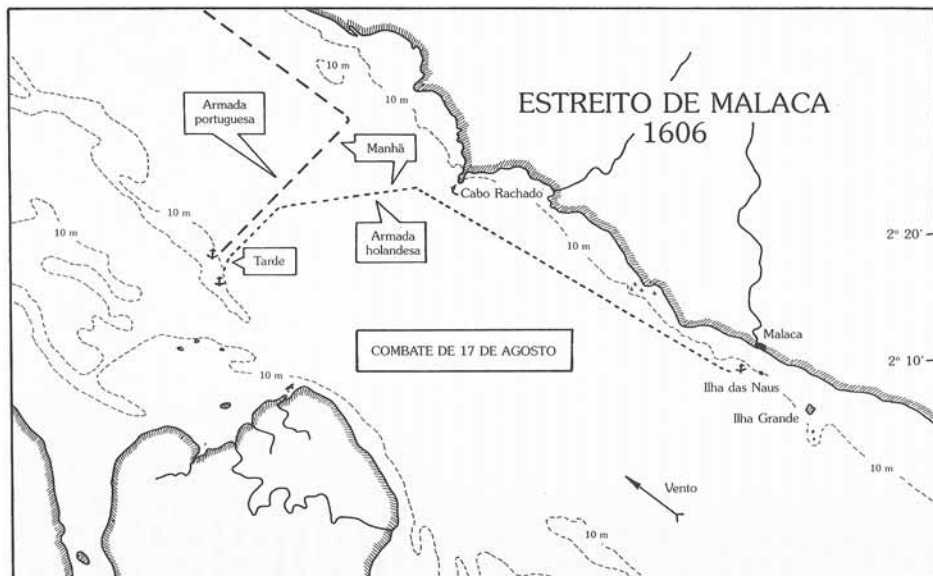 10 m
ESTREITO DE MALACA
1606
Armada
portuguesa
Manhã
10 m
Cabo Rachado
10 m
10 m
Armada
holandesa
2° 20'
10 m
Tarde
COMBATE DE 17 DE AGOSTO
Malaca
2° 10'
10 m
Ilha das Naus
Ilha Grande
10 m
Vento
10 m